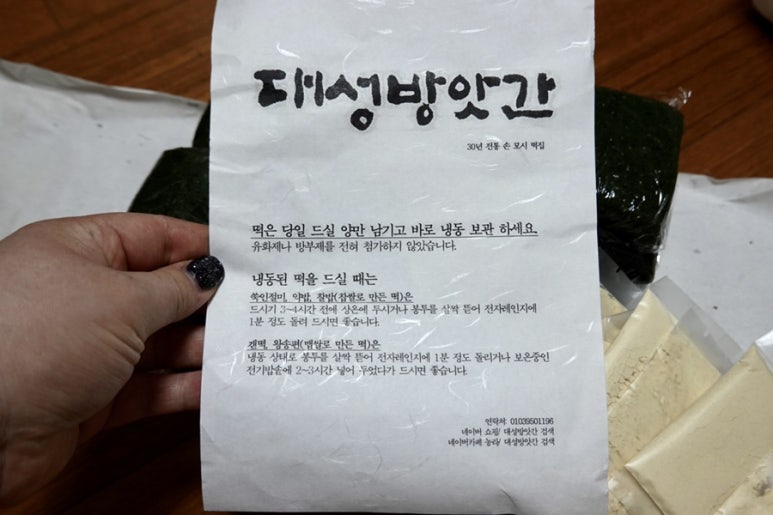 대성방앗간
30년 전통 손 모시 떡집
떡은 당일 드실 양만 남기고 바로 냉동 보관 하세요.
유화제나 방부제를 전혀 첨가하지 않았습니다.
냉동된 떡을 드실 때는
쑥인절미, 약밥, 찰밥(찹쌀로 만든 떡)은
드시기 3~4시간 전에 상온에 두시거나 봉투를 살짝 뜯어 전자레인지에
1분 정도 돌려 드시면 좋습니다.
갠떡, 왕송편(맵쌀로 만든 떡)은
냉동 상태로 봉투를 살짝 뜯어 전자레인지에 1분 정도 돌리거나 보온중인
전기밥솥에 2~3시간 넣어 두었다가 드시면 좋습니다.
연락처: 01039501196
네이버 쇼핑/ 대성방앗간 검색
네이버카페 놀라/ 대성방앗간 검색